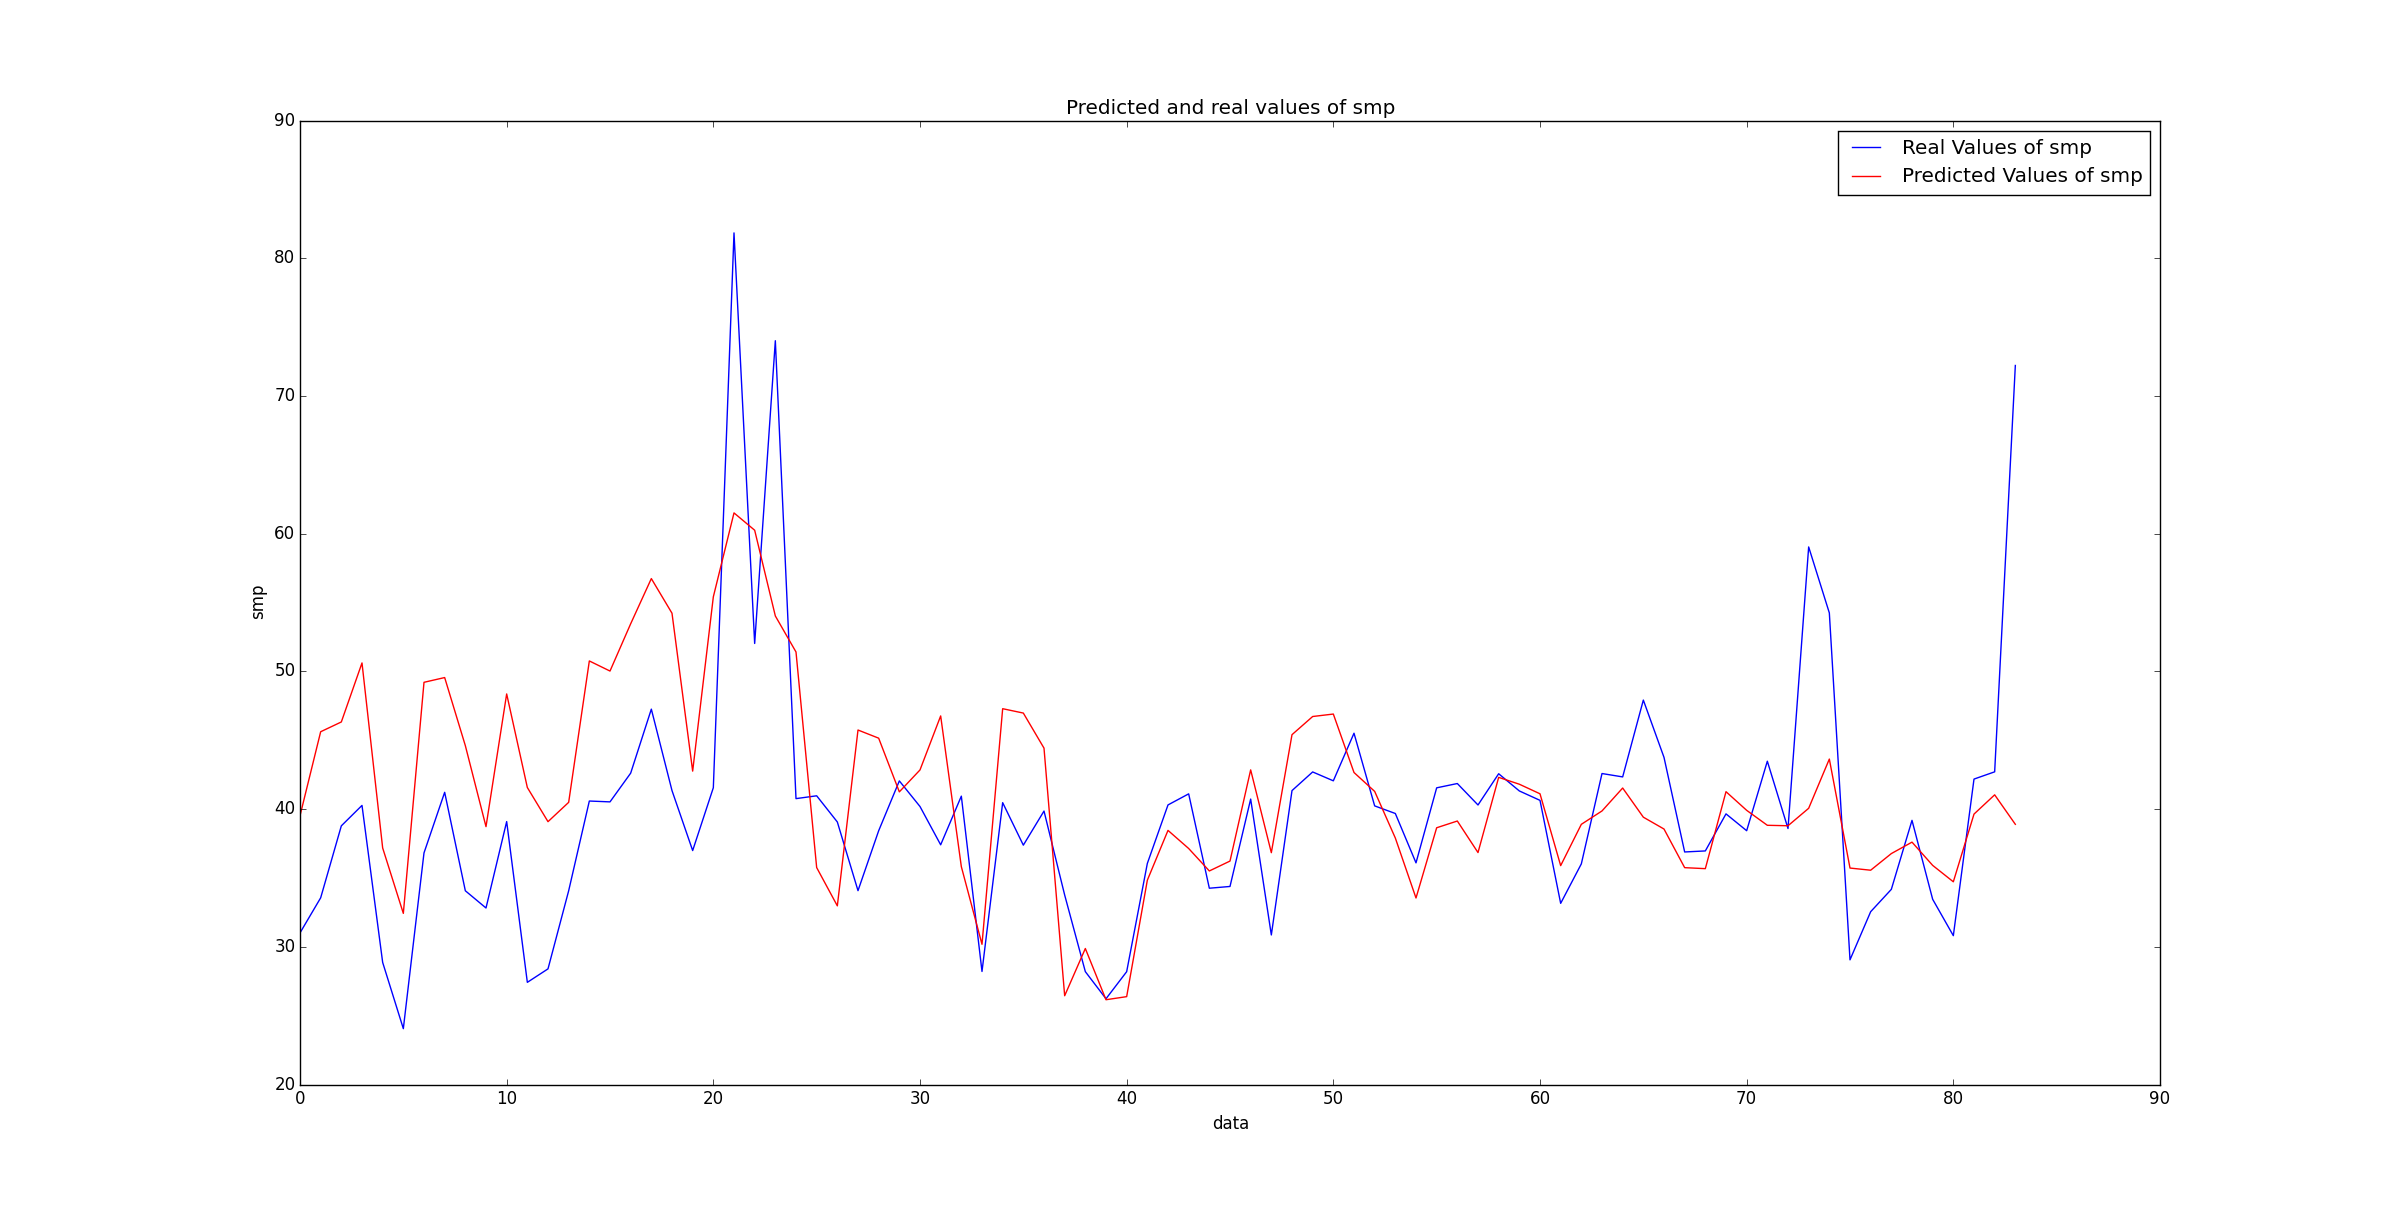 Predicted and real values of smp
90
Real Values of smp
Predicted Values of smp
80
70
60
smp
50
40
30
20
0 10 20 30 40 50 60 70 80 90
data